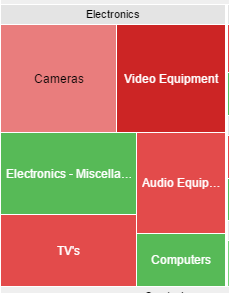 Electronics
Cameras
Video Equipment
Electronics - Miscella...
Audio Equip...
TV's
Computers